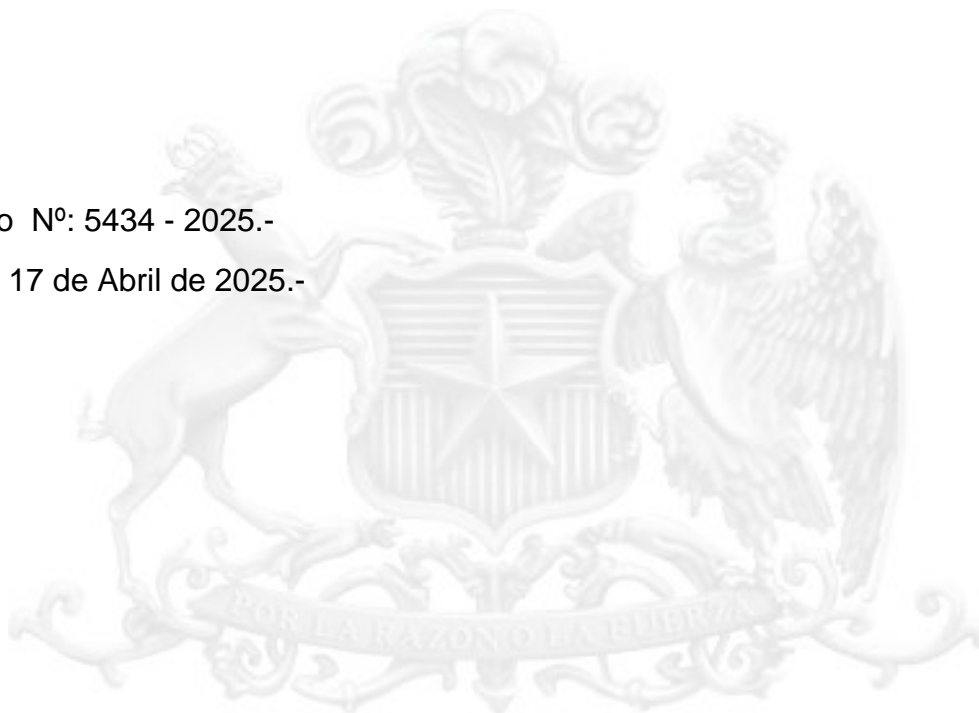 o Nº: 5434 - 2025.-
17 de Abril de 2025.-
POR LA RAZON O LA FUERZA